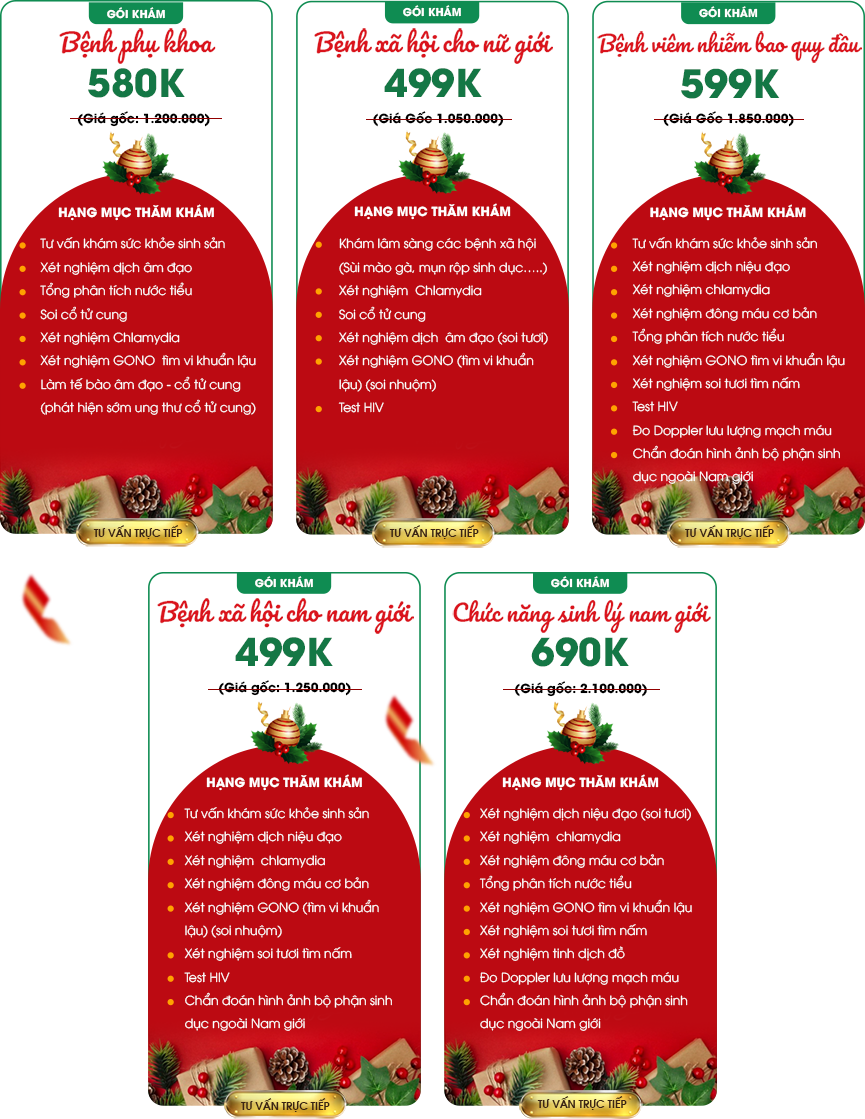 GÓI KHÁM
Bệnh phụ khoa
580K
(Giá gốc: 1.200.000)
HẠNG MỤC THĂM KHÁM
Tư vấn khám sức khỏe sinh sản
Xét nghiệm dịch âm đạo
Tổng phân tích nước tiểu
Soi cổ tử cung
Xét nghiệm Chlamydia
Xét nghiệm GONO tìm vi khuẩn lậu
Làm tế bào âm đạo - cổ tử cung
(phát hiện sớm ung thư cổ tử cung)
TƯ VẤN TRỰC TIẾP
GÓI KHÁM
Bệnh xã hội cho nữ giới
499K
(Giá Gốc 1.050.000)
HẠNG MỤC THĂM KHÁM
Khám lâm sàng các bệnh xã hội
(Sùi mào gà, mụn rộp sinh dục.....)
Xét nghiệm Chlamydia
Soi cổ tử cung
Xét nghiệm dịch âm đạo (soi tươi)
Xét nghiệm GONO (tìm vi khuẩn
lậu) (soi nhuộm)
Test HIV
TƯ VẤN TRỰC TIẾP
GÓI KHÁM
Bệnh viêm nhiễm bao quy đầu
599K
(Giá Gốc 1.850.000)
HẠNG MỤC THĂM KHÁM
Tư vấn khám sức khỏe sinh sản
Xét nghiệm dịch niệu đạo
Xét nghiệm chlamydia
Xét nghiệm đông máu cơ bản
Tổng phân tích nước tiểu
Xét nghiệm GONO tìm vi khuẩn lậu
Xét nghiệm soi tươi tìm nấm
Test HIV
Đo Doppler lưu lượng mạch máu
Chẩn đoán hình ảnh bộ phận sinh
dục ngoài Nam giới
TƯ VẤN TRỰC TIẾP
GÓI KHÁM
Bệnh xã hội cho nam giới
499K
(Giá gốc: 1.250.000)
HẠNG MỤC THĂM KHÁM
Tư vấn khám sức khỏe sinh sản
Xét nghiệm dịch niệu đạo
Xét nghiệm chlamydia
Xét nghiệm đông máu cơ bản
Xét nghiệm GONO (tìm vi khuẩn
lậu) (soi nhuộm)
Xét nghiệm soi tươi tìm nấm
Test HIV
Chẩn đoán hình ảnh bộ phận sinh
dục ngoài Nam giới
TƯ VẤN TRỰC TIẾP
GÓI KHÁM
Chức năng sinh lý nam giới
690K
(Giá gốc: 2.100.000)
HẠNG MỤC THĂM KHÁM
Xét nghiệm dịch niệu đạo (soi tươi)
Xét nghiệm chlamydia
Xét nghiệm đông máu cơ bản
Tổng phân tích nước tiểu
Xét nghiệm GONO tìm vi khuẩn lậu
Xét nghiệm soi tươi tìm nấm
Xét nghiệm tinh dịch đồ
Đo Doppler lưu lượng mạch máu
Chẩn đoán hình ảnh bộ phận sinh
dục ngoài Nam giới
TƯ VẤN TRỰC TIẾP